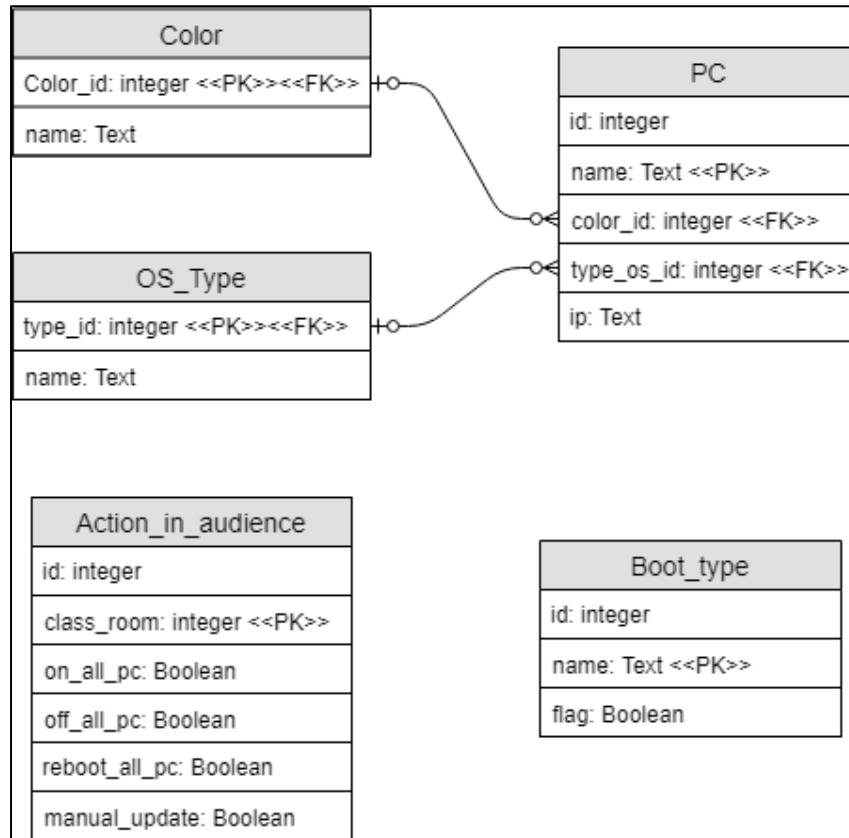 Color
Color_id: integer <<PK>><<FK>>
name: Text
PC
id: integer
name: Text <<PK>>
color_id: integer <<FK>>
type_os_id: integer <<FK>>
ip: Text
OS_Type
type_id: integer <<PK>><<FK>>
name: Text
Action_in_audience
id: integer
class_room: integer <<PK>>
on_all_pc: Boolean
off_all_pc: Boolean
reboot_all_pc: Boolean
manual_update: Boolean
Boot_type
id: integer
name: Text <<PK>>
flag: Boolean